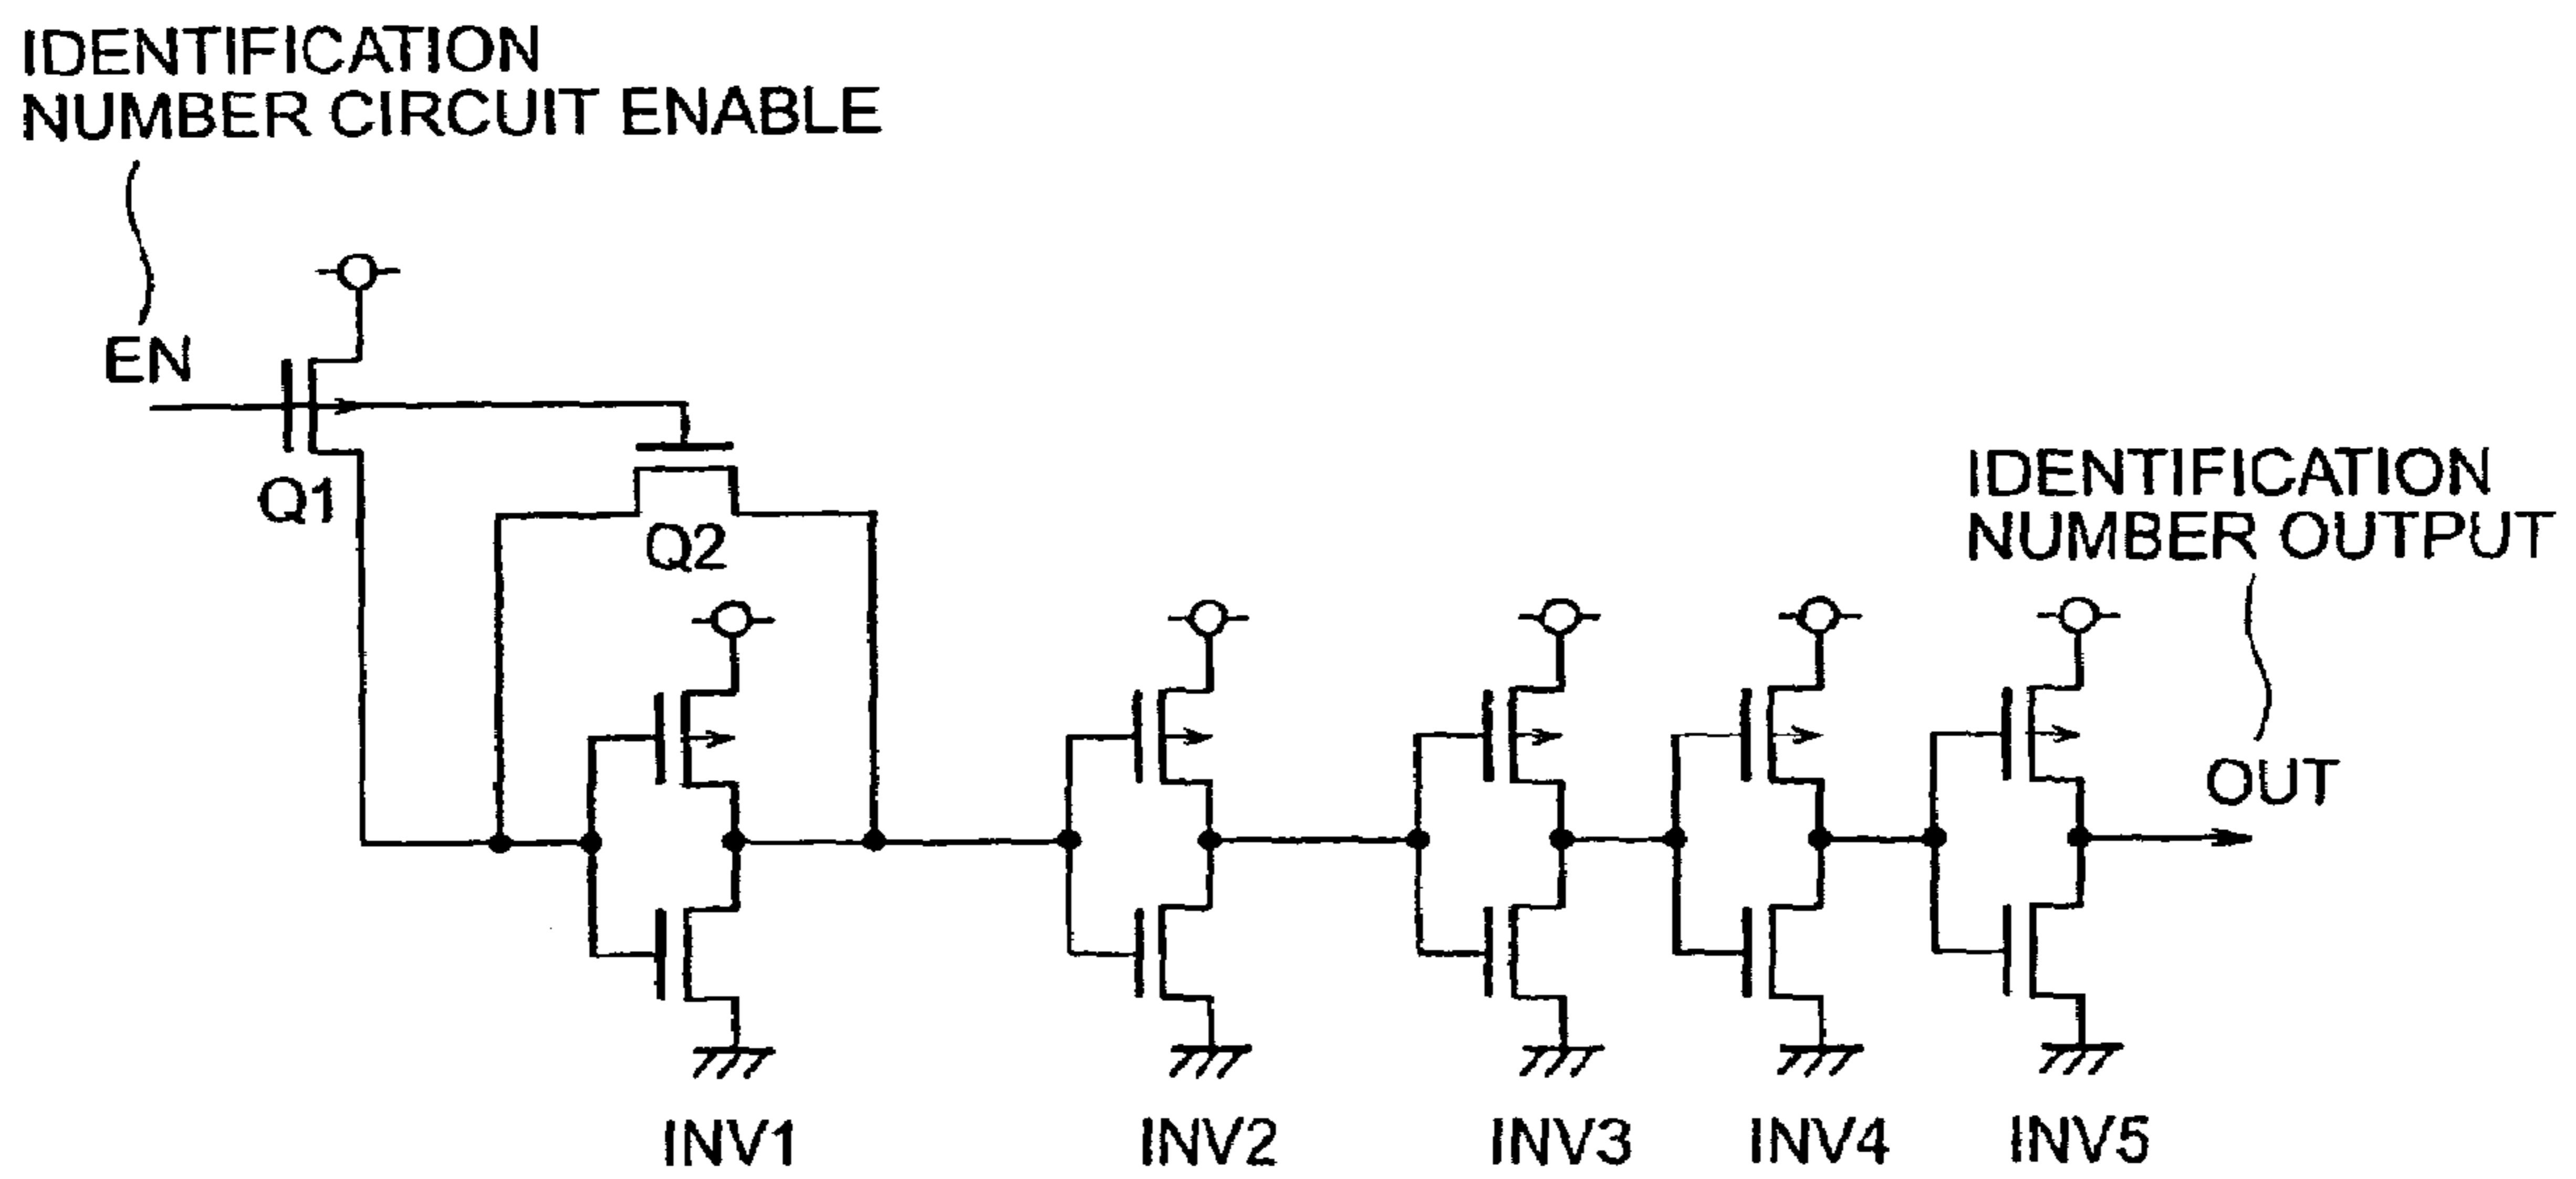 IDENTIFICATION
NUMBER CIRCUIT ENABLE
EN
Q1
Q2
IDENTIFICATION
NUMBER OUTPUT
OUT
INV1
INV2
INV3
INV4
INV5